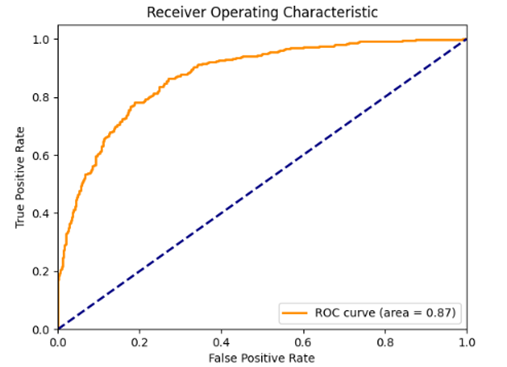 Receiver Operating Characteristic
1.0
0.8
0.6
0.4
0.2
0.0
True Positive Rate
ROC curve (area = 0.87)
0.0 0.2 0.4 0.6 0.8 1.0
False Positive Rate